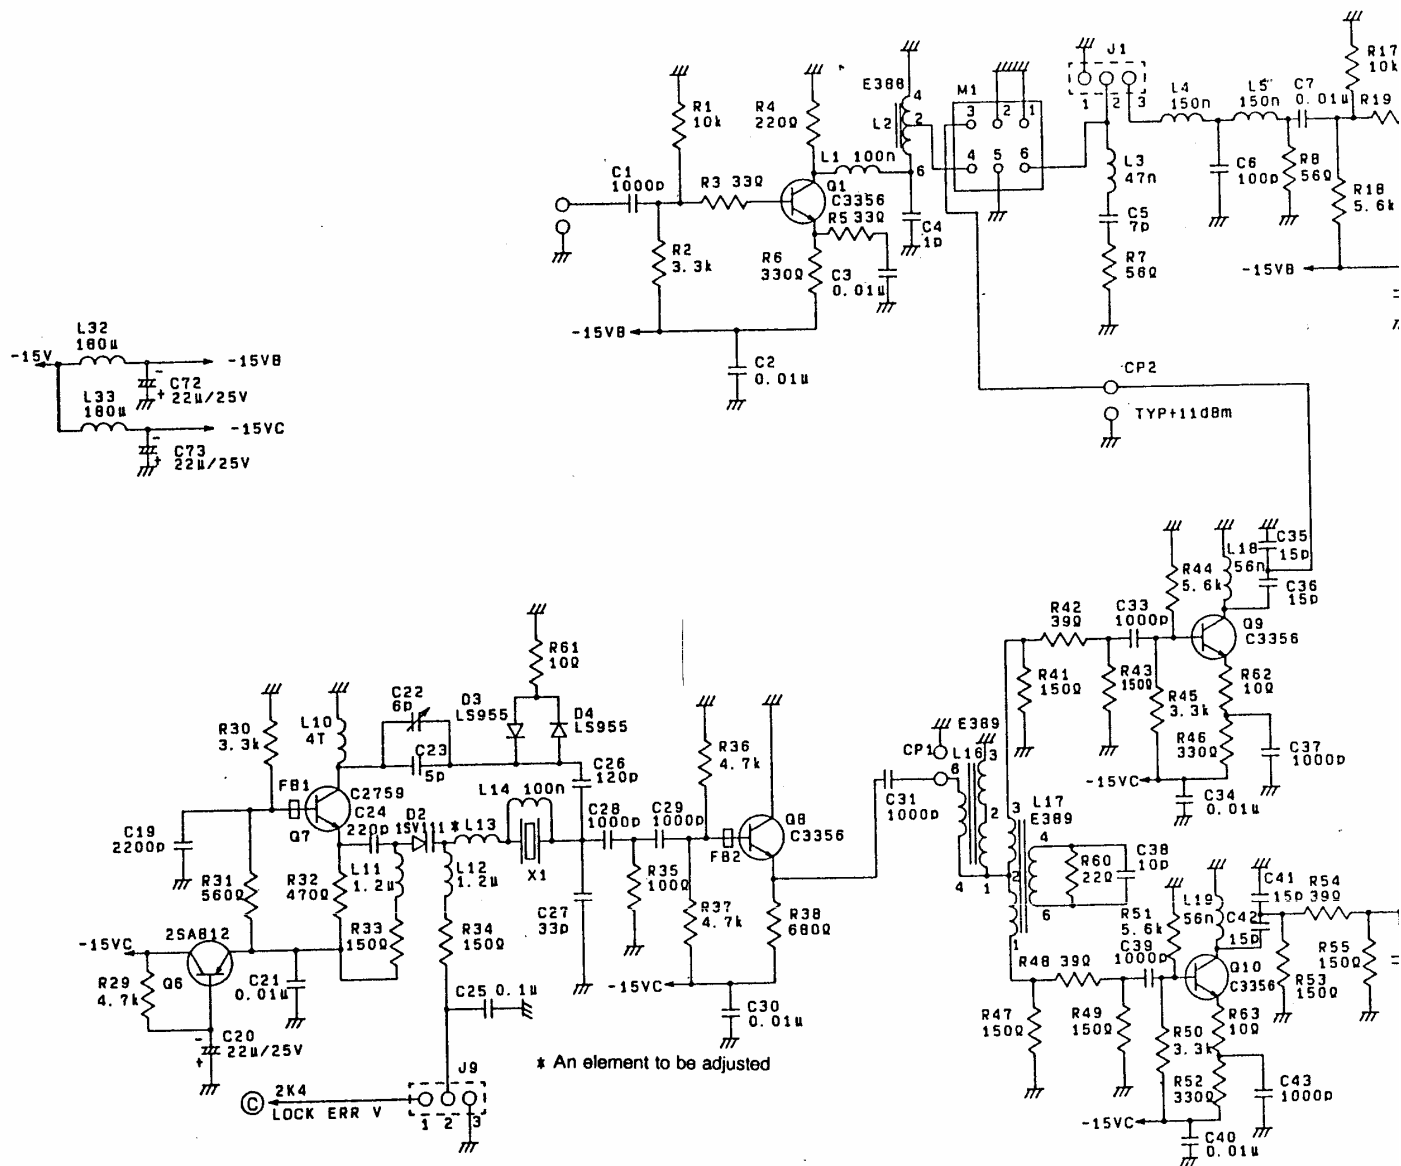 J1
R17
10k
E388
M1
L4
150n
L5
150n
C7
0.01μ
R19
R1
10k
R4
220Ω
4
L2
2
3 2 1
1 2 3
L1 100n
6
4 5 6
L3
47n
C6
100p
R8
56Ω
R18
5.6k
C1
1000p
R3 33Ω
Q1
C3356
R5 33Ω
C4
1p
C5
7p
R2
3.3k
R6
330Ω
C3
0.01μ
R7
56Ω
-15VB
-15VB
C2
0.01μ
L32
180μ
-15V
-15VB
-
+
C72
22μ/25V
L33
180μ
-15VC
-
+
C73
22μ/25V
CP2
TYP+11dBm
L18
56n
C35
15p
R44
5.6k
C36
15p
R42
39Ω
C33
1000p
Q9
C3356
R41
150Ω
R43
150Ω
R45
3.3k
R62
10Ω
R46
330Ω
C37
1000p
-15VC
C34
0.01μ
R61
10Ω
C22
6p
D3
LS955
D4
LS955
R30
3.3k
L10
4T
C23
5p
C26
120p
R36
4.7k
E389
CP1
L16
6
3
FB1
C2759
Q7
L14 100n
C24
220p
D2
1SV111
* L13
C28
1000p
C29
1000p
Q8
C3356
FB2
C31
1000p
2
4
1
3
L17
E389
4
2
6
1
R60
22Ω
C38
10p
C19
2200p
R31
560Ω
R32
470Ω
L11
1.2μ
L12
1.2μ
X1
R35
100Ω
C27
33p
R37
4.7k
R38
680Ω
R33
150Ω
R34
150Ω
2SA812
-15VC
R29
4.7k
Q6
C21
0.01μ
C25 0.1μ
-15VC
C30
0.01μ
-
+
C20
22μ/25V
* An element to be adjusted
J9
Ⓒ
2K4
LOCK ERR V
1 2 3
L19
56n
C41
15p
R54
39Ω
R51
5.6k
C42
15p
C39
1000p
R48 39Ω
Q10
C3356
R53
150Ω
R55
150Ω
R47
150Ω
R49
150Ω
R50
3.3k
R63
10Ω
R52
330Ω
C43
1000p
-15VC
C40
0.01μ